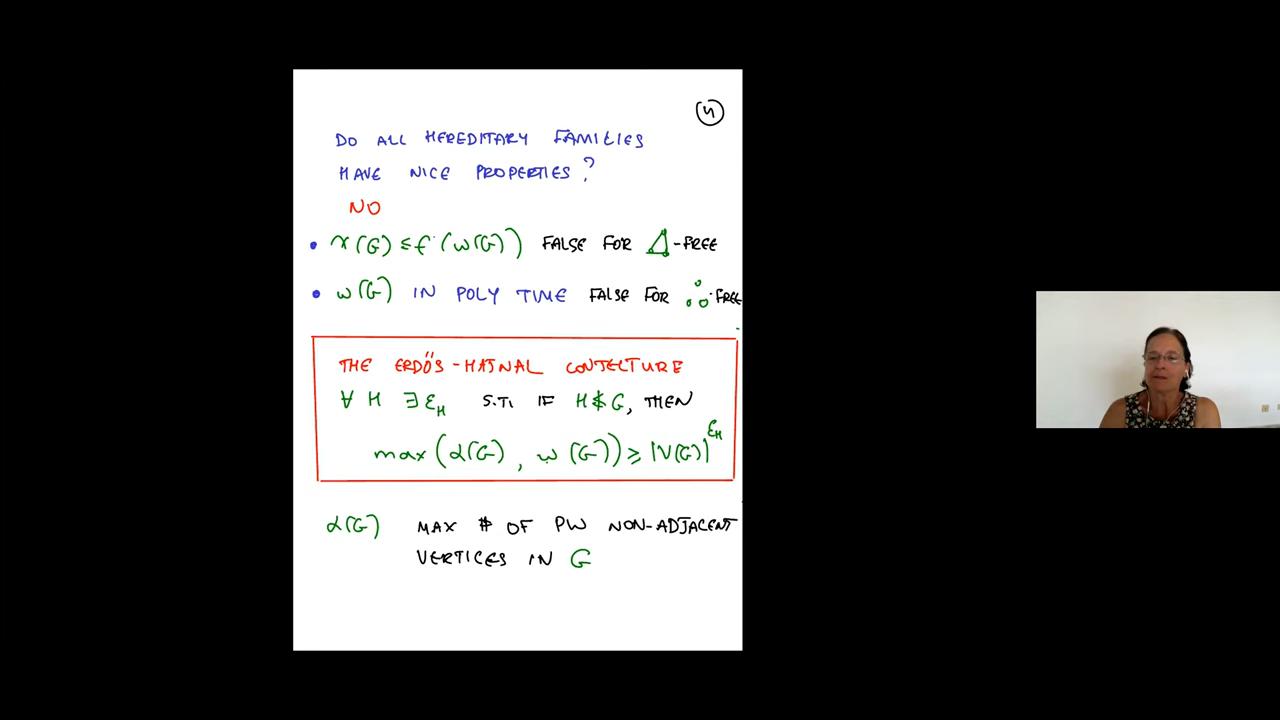 4
DO ALL HEREDITARY FAMILIES
HAVE NICE PROPERTIES?
NO
• χ(G) ≤ f(ω(G)) FALSE FOR △-FREE
• ω(G) IN POLY TIME FALSE FOR FREE
THE ERDŐS-HAJNAL CONJECTURE
∀ H ∃ ε_H S.T. IF H ≰ G, THEN
max(α(G), ω(G)) ≥ |V(G)|^ε_H
α(G) MAX # OF PW NON-ADJACENT
VERTICES IN G